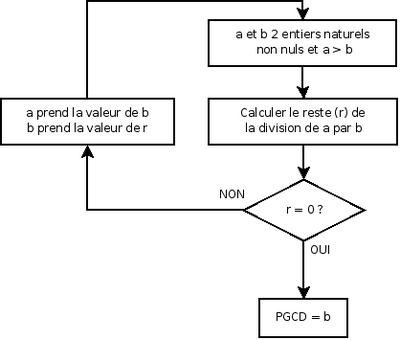 a et b 2 entiers naturels
non nuls et a > b
a prend la valeur de b
b prend la valeur de r
Calculer le reste (r) de
la division de a par b
NON
r = 0 ?
OUI
PGCD = b